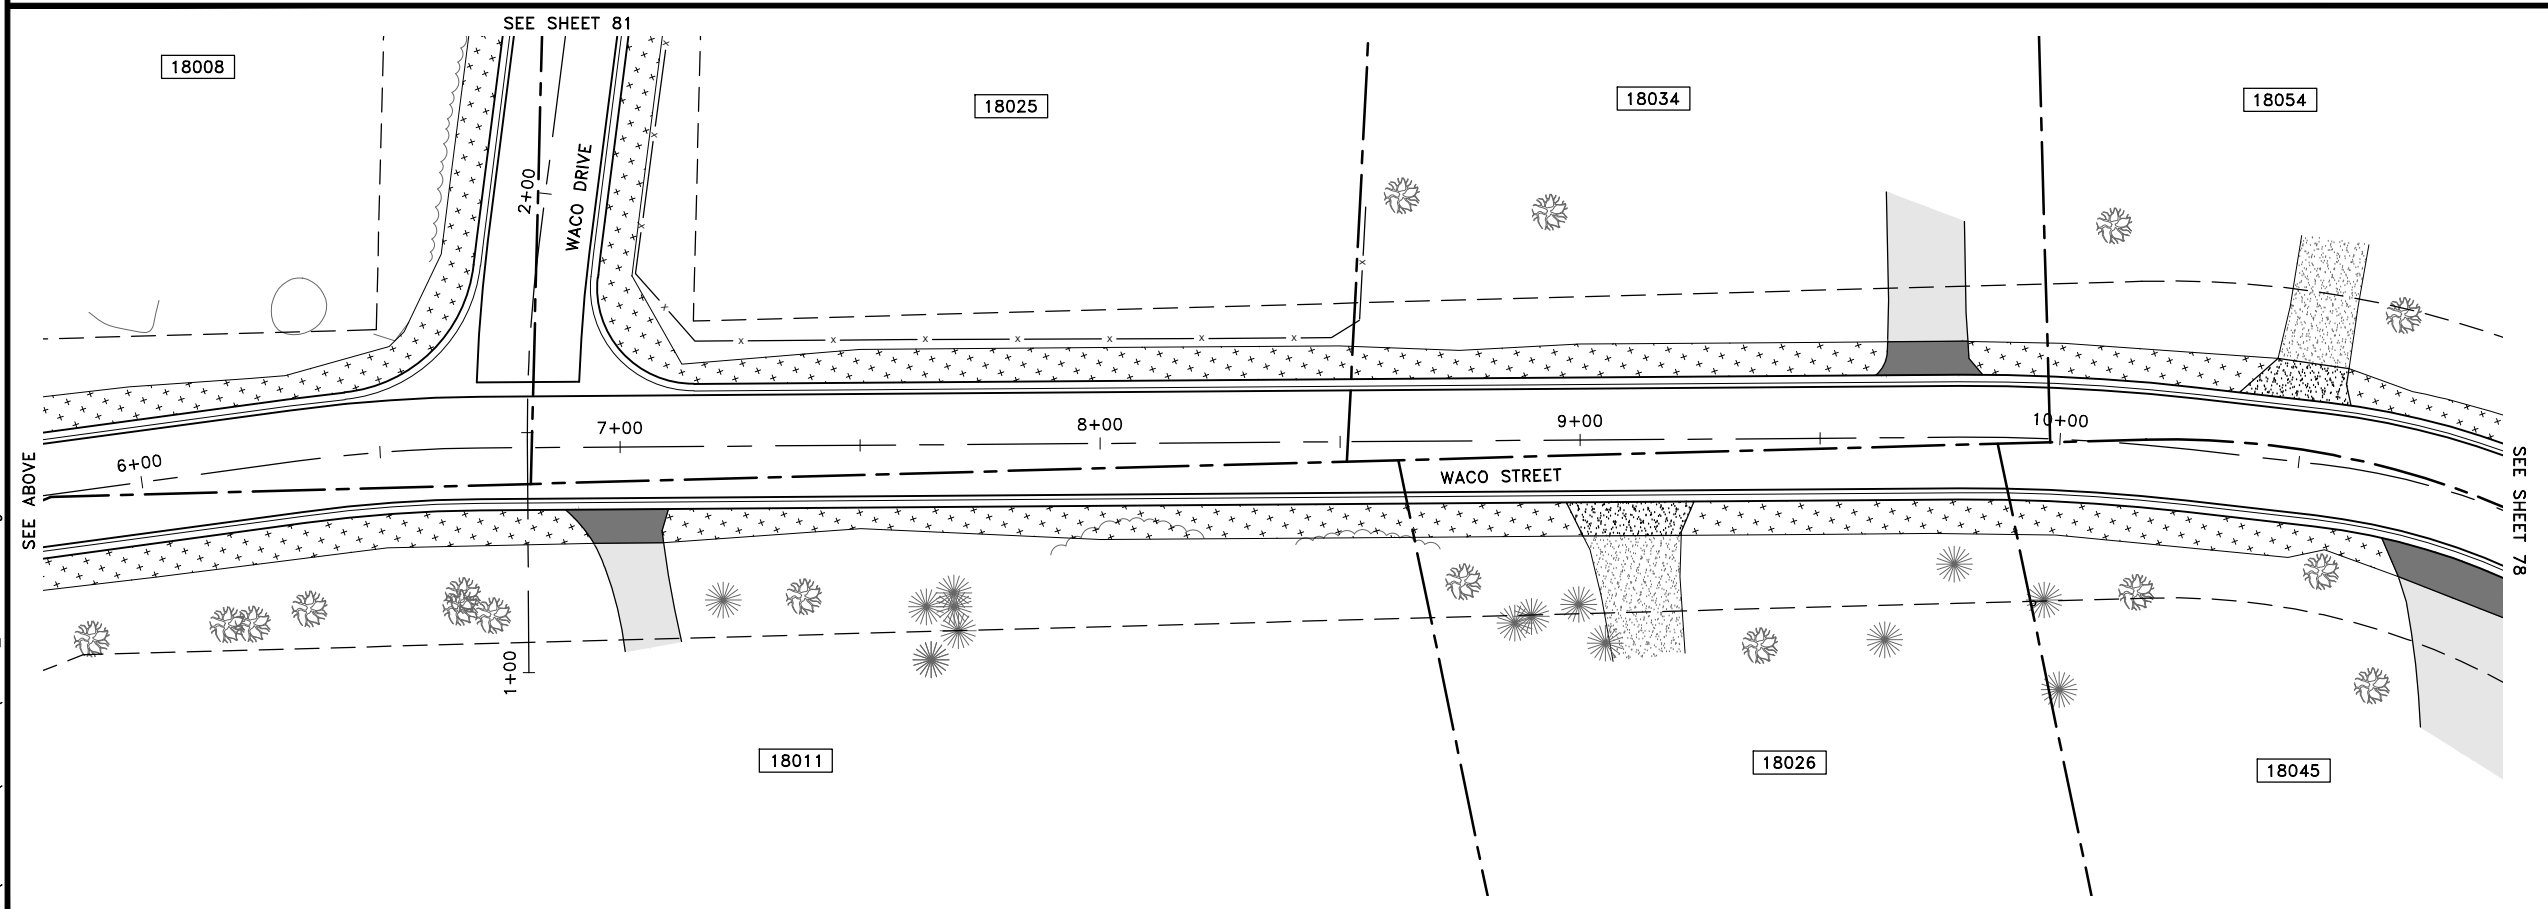 SEE SHEET 81
18008
18025
18034
18054
2+00
WACO DRIVE
6+00
7+00
8+00
9+00
10+00
SEE ABOVE
WACO STREET
SEE SHEET 78
1+00
18011
18026
18045